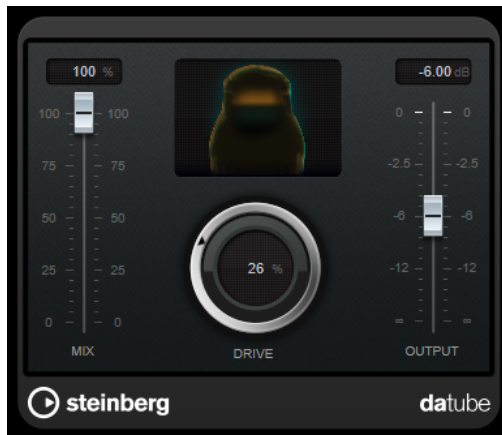 100 %
-6.00 dB
100 100
0 0
75 75
-2.5 -2.5
50 50
-6 -6
26 %
25 25
-12 -12
0 0
∞ ∞
MIX
DRIVE
OUTPUT
steinberg
datube